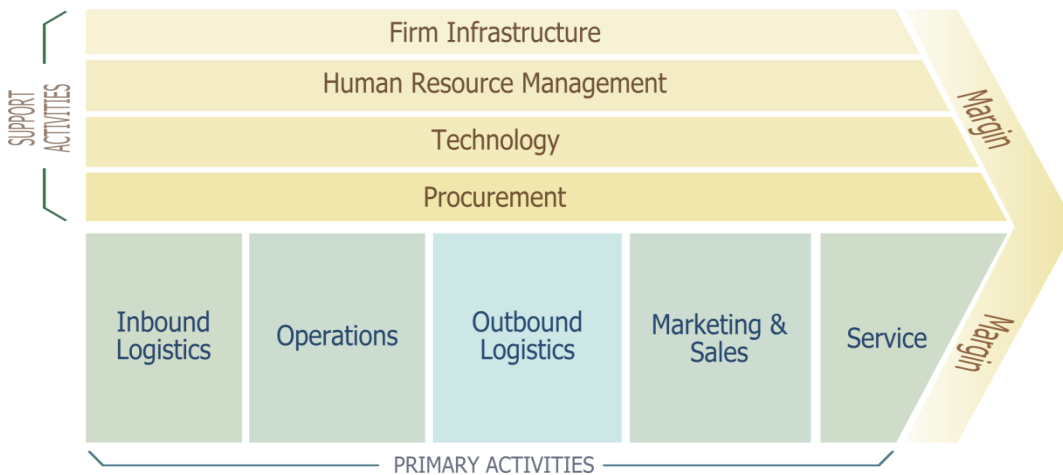 SUPPORT
ACTIVITIES
Firm Infrastructure
Human Resource Management
Technology
Procurement
Margin
Inbound
Logistics
Operations
Outbound
Logistics
Marketing &
Sales
Service
Margin
PRIMARY ACTIVITIES